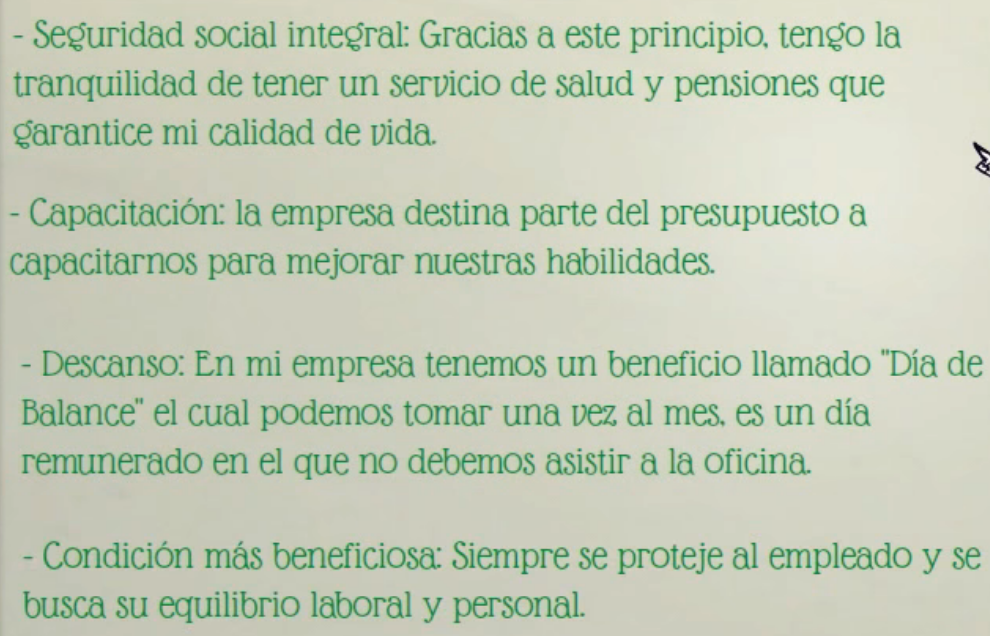 - Seguridad social integral: Gracias a este principio, tengo la
tranquilidad de tener un servicio de salud y pensiones que
garantice mi calidad de vida.
- Capacitación: la empresa destina parte del presupuesto a
capacitarnos para mejorar nuestras habilidades.
- Descanso: En mi empresa tenemos un beneficio llamado "Día de
Balance" el cual podemos tomar una vez al mes, es un día
remunerado en el que no debemos asistir a la oficina.
- Condición más beneficiosa: Siempre se proteje al empleado y se
busca su equilibrio laboral y personal.